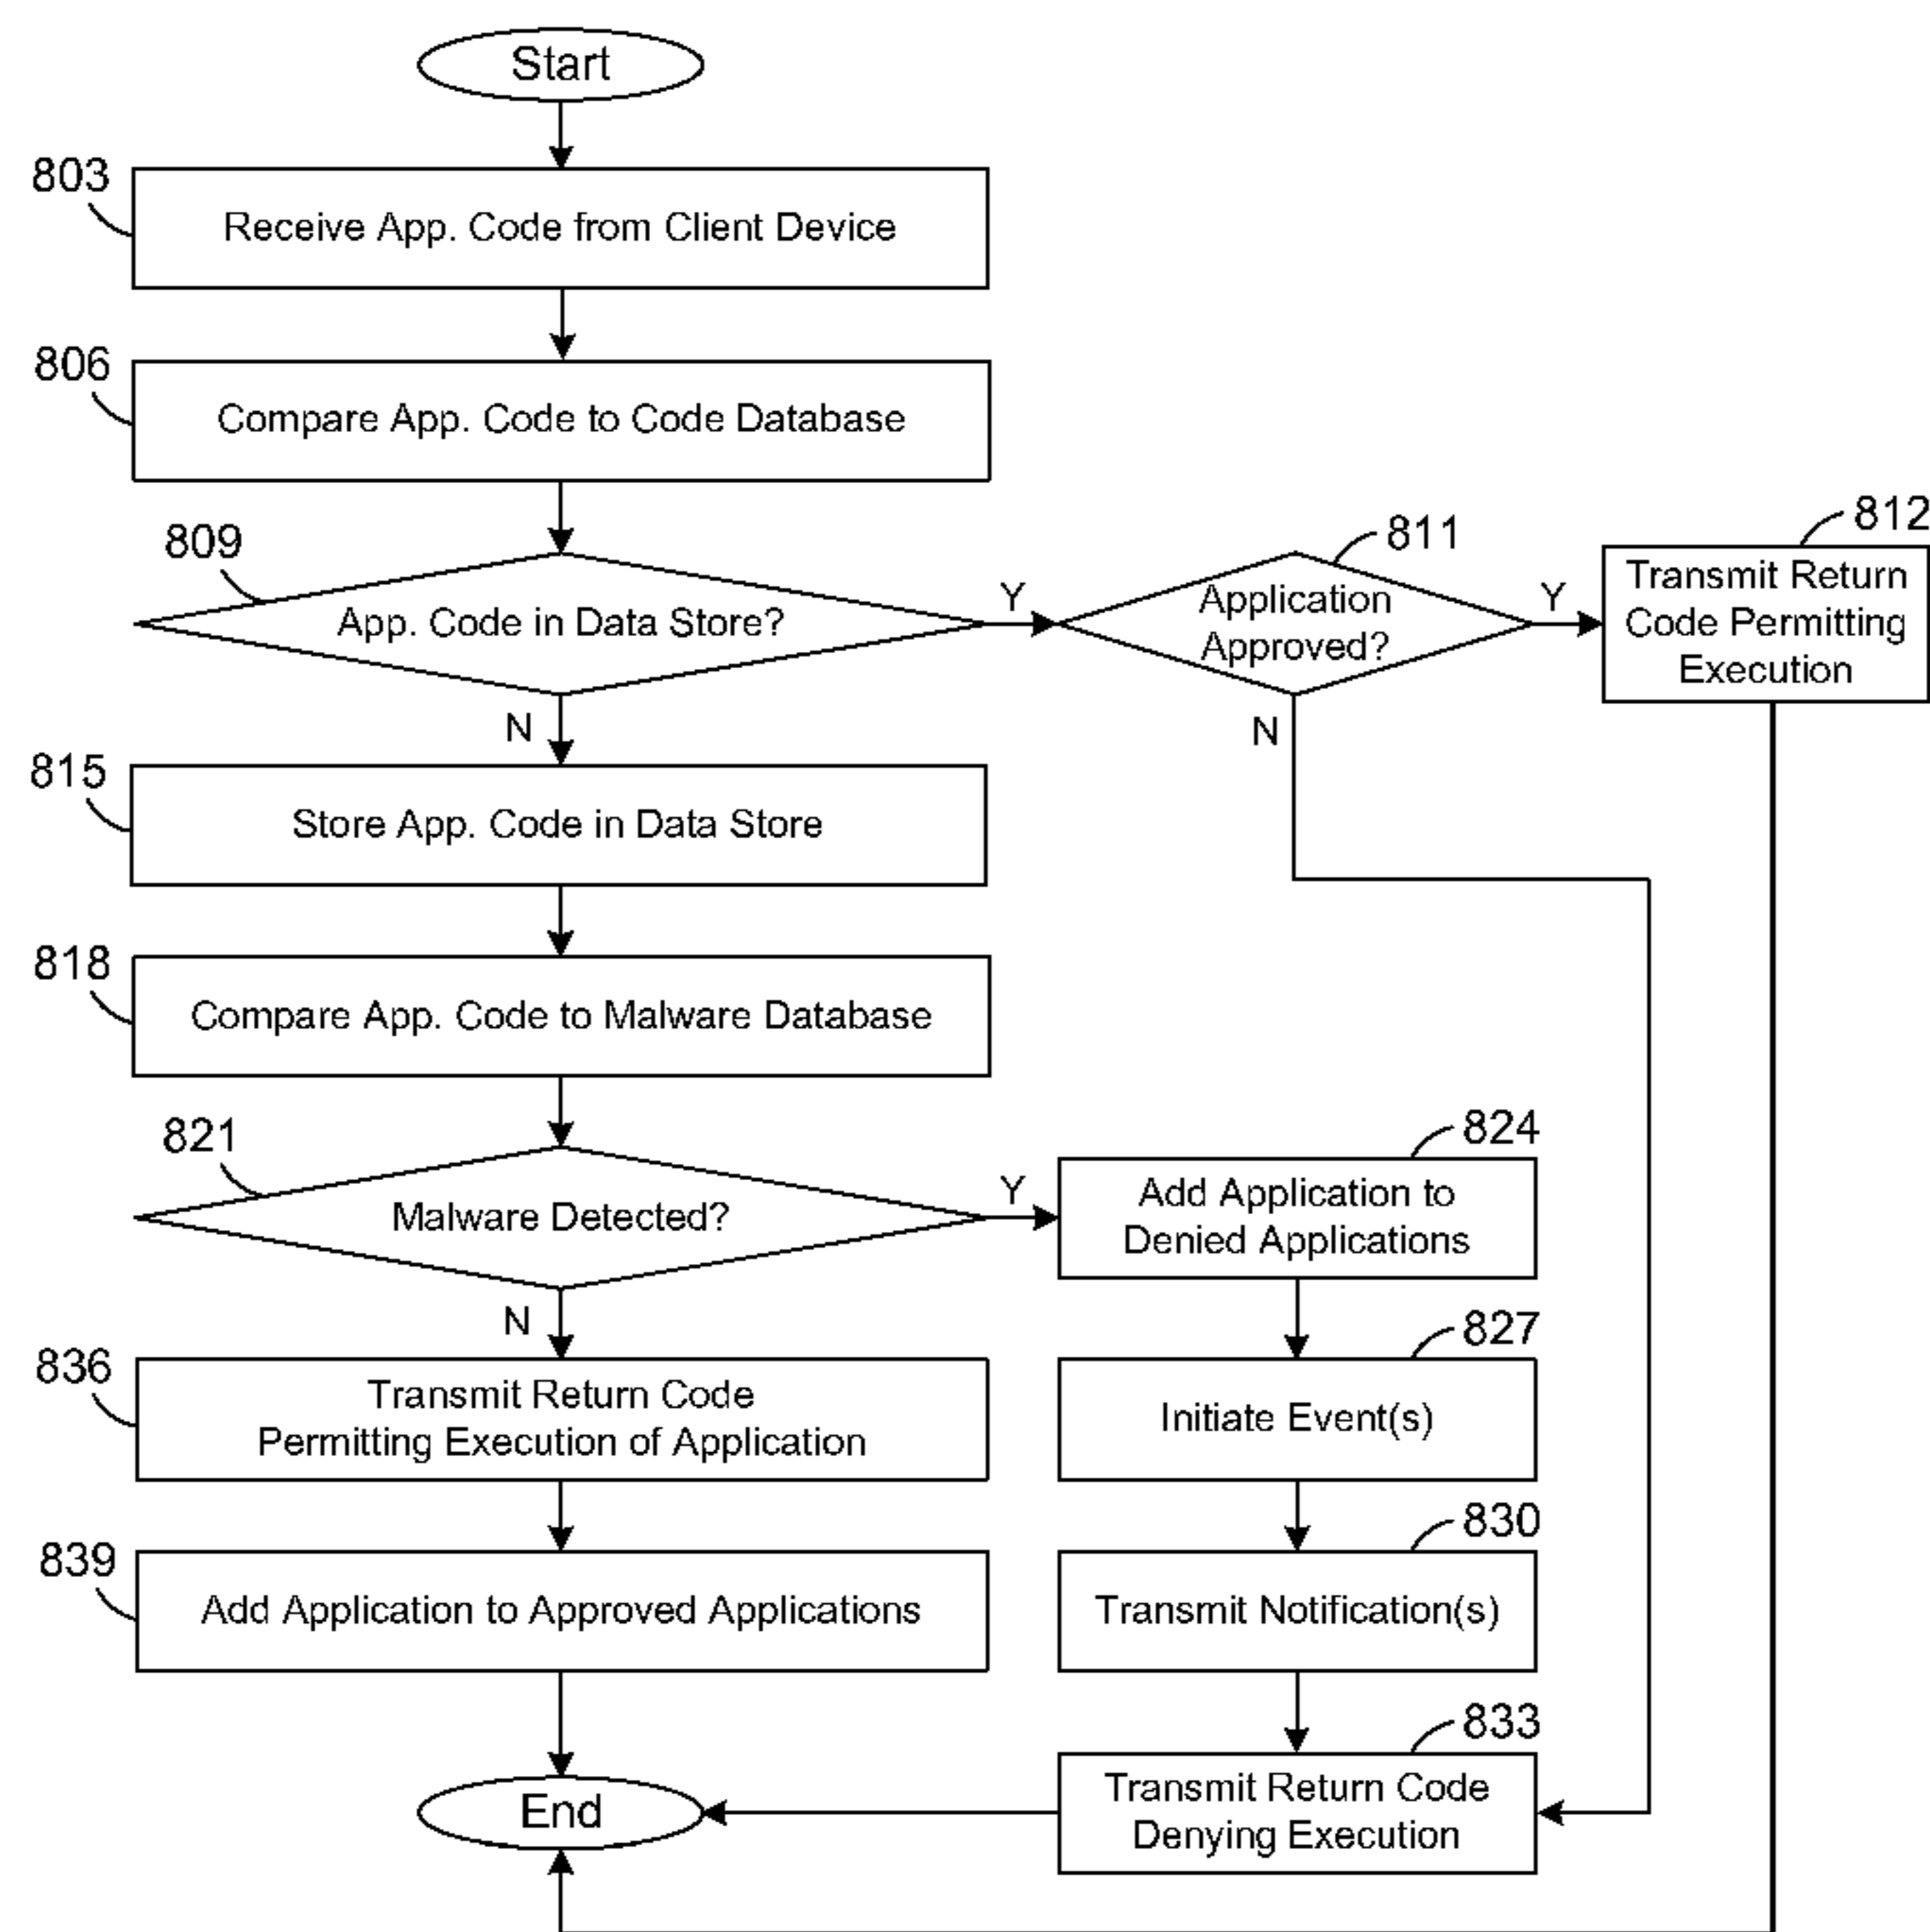 Start
803
Receive App. Code from Client Device
806
Compare App. Code to Code Database
809
App. Code in Data Store?
Y
811
Application
Approved?
Y
812
Transmit Return
Code Permitting
Execution
N
N
815
Store App. Code in Data Store
818
Compare App. Code to Malware Database
821
Malware Detected?
Y
824
Add Application to
Denied Applications
N
827
Initiate Event(s)
836
Transmit Return Code
Permitting Execution of Application
830
Transmit Notification(s)
839
Add Application to Approved Applications
833
Transmit Return Code
Denying Execution
End